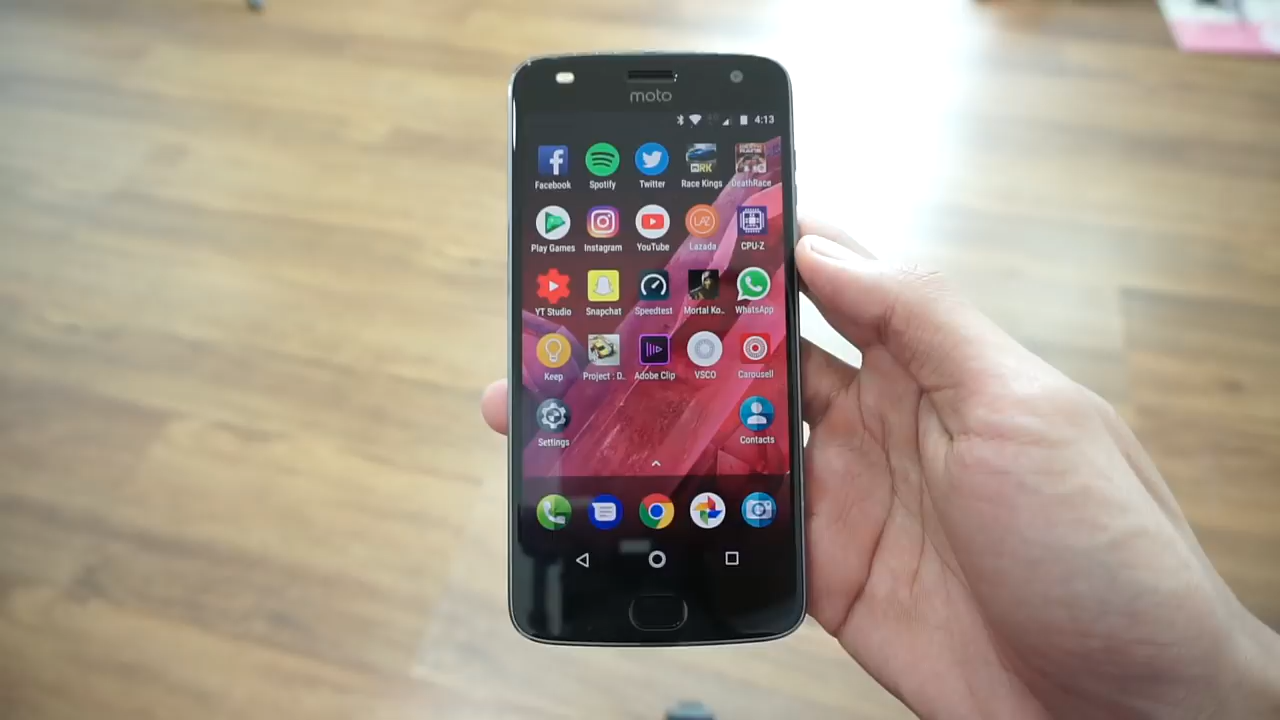 moto
4:13
Facebook Spotify Twitter Race Kings DeathRace
Play Games Instagram YouTube Lazada CPU-Z
YT Studio Snapchat Speedtest Mortal Ko.. WhatsApp
Keep Project : D.. Adobe Clip VSCO Carousell
Settings Contacts